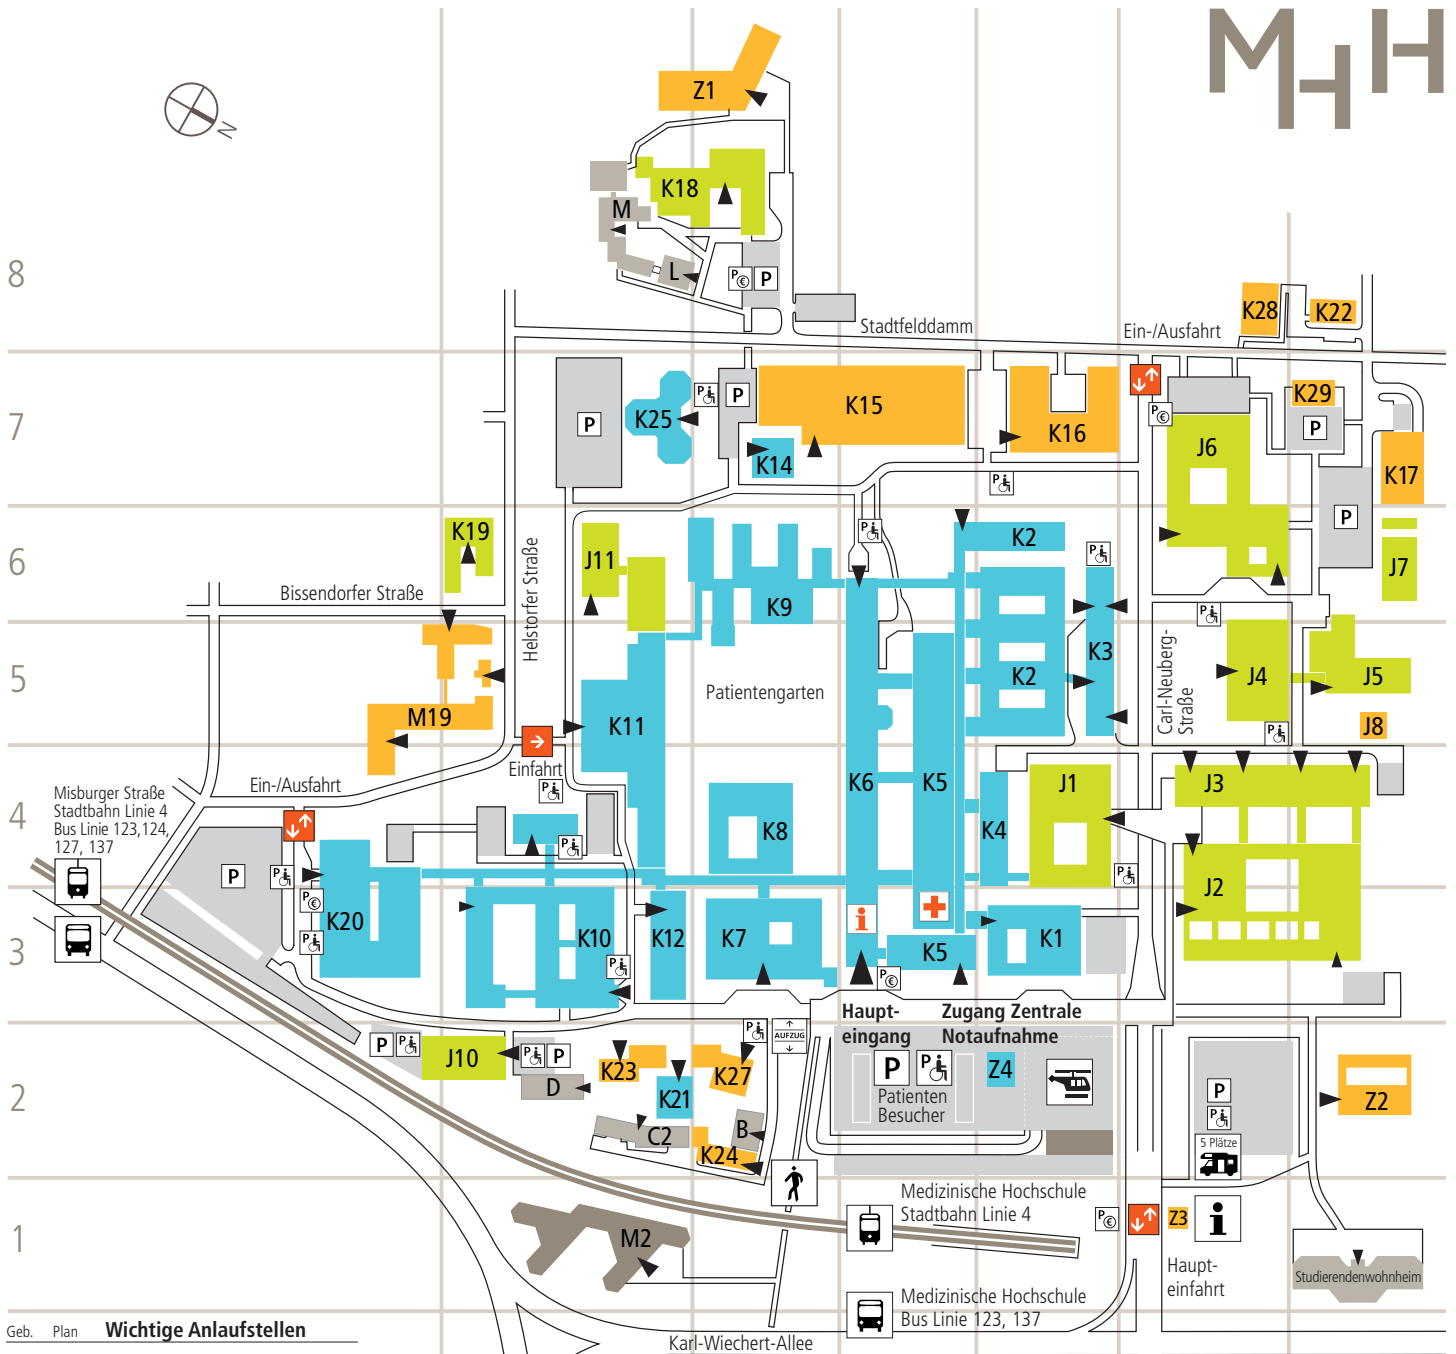 MHH
Z1
N
K18
M
L
P€
P
8
K28
K22
Stadtfelddamm
Ein-/Ausfahrt
7
P
K25
P
P
K15
K16
P€
J6
K29
P
K14
K17
P
6
K19
J11
P
K2
P
P
J7
Bissendorfer Straße
Helstorfer Straße
K9
P
5
Patientengarten
K2
K3
Carl-Neuberg-
Straße
J4
J5
M19
K11
P
J8
Einfahrt
P
Ein-/Ausfahrt
Misburger Straße
Stadtbahn Linie 4
Bus Linie 123,124,
127, 137
4
K6
K5
J1
J3
K8
K4
P
P
P
P
P€
J2
3
K20
P
K10
P
K12
K7
i
K5
K1
P€
Haupt-
eingang
Zugang Zentrale
Notaufnahme
P
AUFZUG
P
P
J10
P
P
K23
K27
P
P
Z4
D
K21
Patienten
Besucher
P
P
Z2
2
C2
B
K24
5 Plätze
Medizinische Hochschule
Stadtbahn Linie 4
P€
Z3
i
1
M2
Haupt-
einfahrt
Studierendenwohnheim
Medizinische Hochschule
Bus Linie 123, 137
Geb. Plan Wichtige Anlaufstellen
Karl-Wiechert-Allee